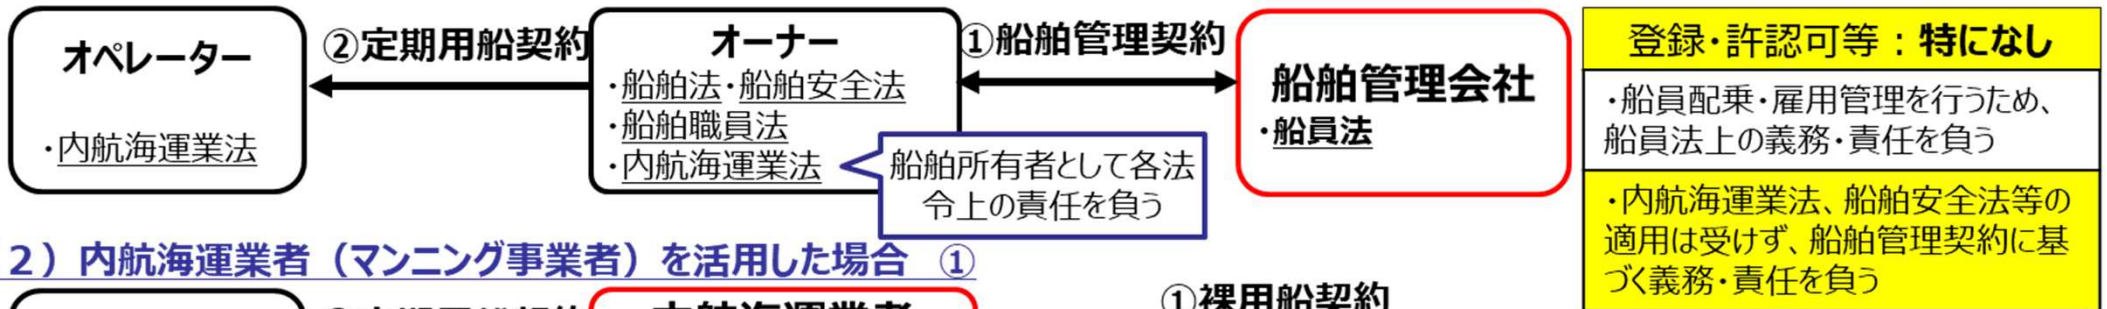 オペレーター
・内航海運業法
②定期用船契約
オーナー
・船舶法・船舶安全法
・船舶職員法
・内航海運業法
船舶所有者として各法
令上の責任を負う
①船舶管理契約
船舶管理会社
・船員法
登録・許認可等：特になし
・船員配乗・雇用管理を行うため、
船員法上の義務・責任を負う
・内航海運業法、船舶安全法等の
適用は受けず、船舶管理契約に基
づく義務・責任を負う
２）内航海運業者（マンニング事業者）を活用した場合　①
①裸用船契約